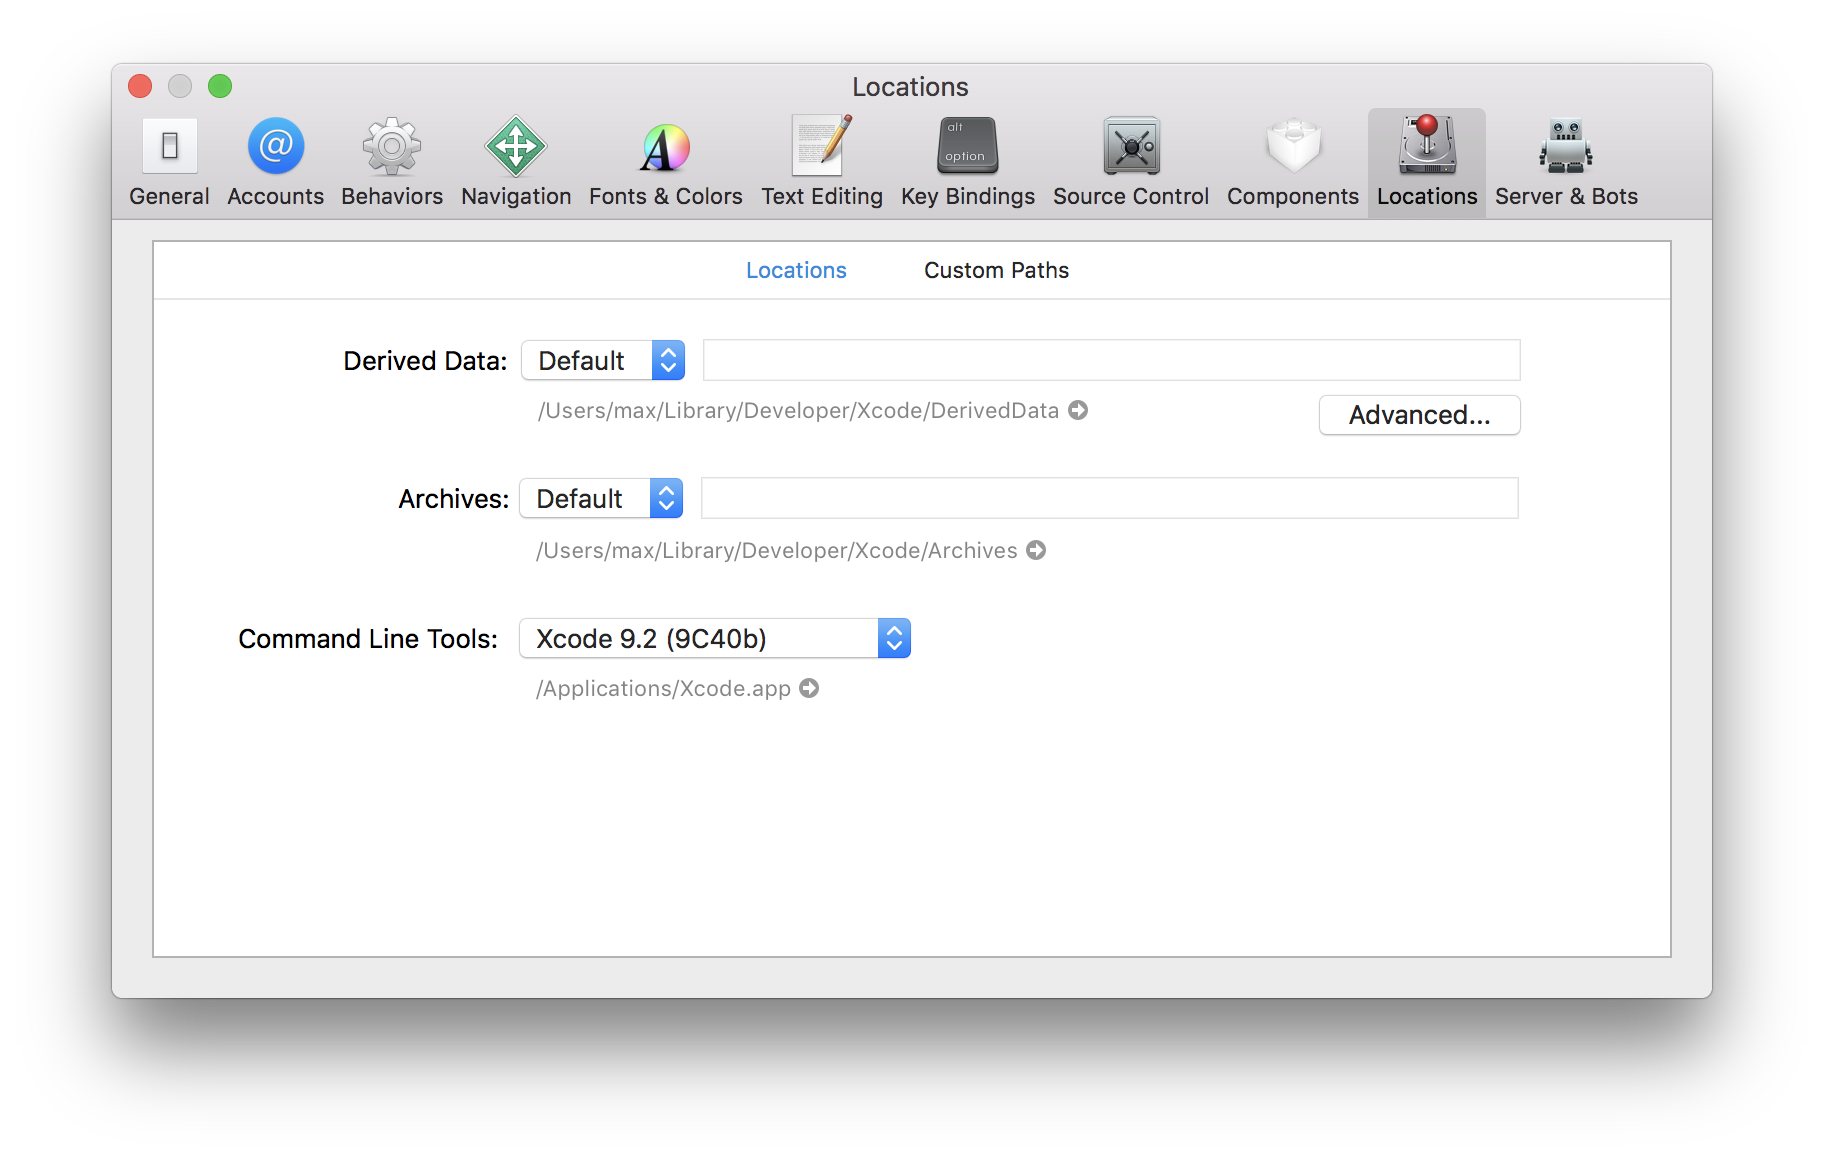 Locations
alt
option
General Accounts Behaviors Navigation Fonts & Colors Text Editing Key Bindings Source Control Components Locations Server & Bots
Locations Custom Paths
Derived Data: Default
/Users/max/Library/Developer/Xcode/DerivedData
Advanced...
Archives: Default
/Users/max/Library/Developer/Xcode/Archives
Command Line Tools: Xcode 9.2 (9C40b)
/Applications/Xcode.app